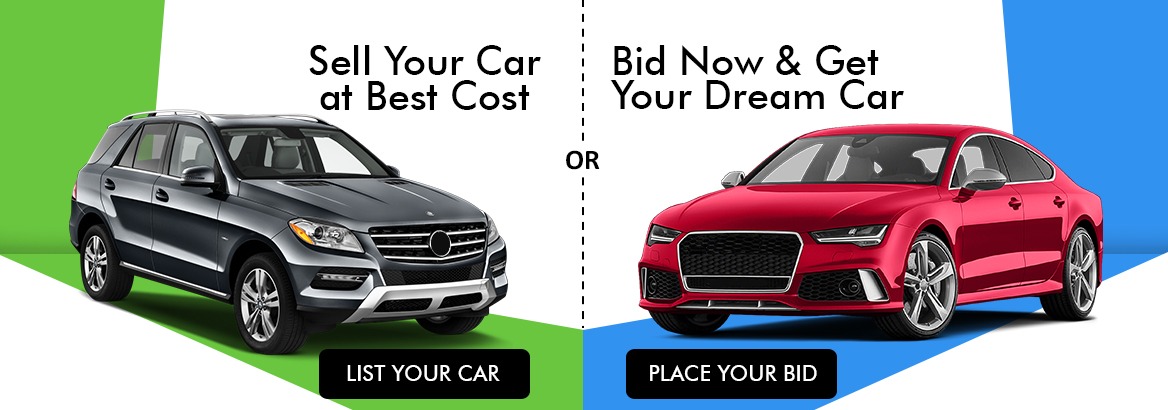 Sell Your Car
at Best Cost
LIST YOUR CAR
OR
Bid Now & Get
Your Dream Car
PLACE YOUR BID